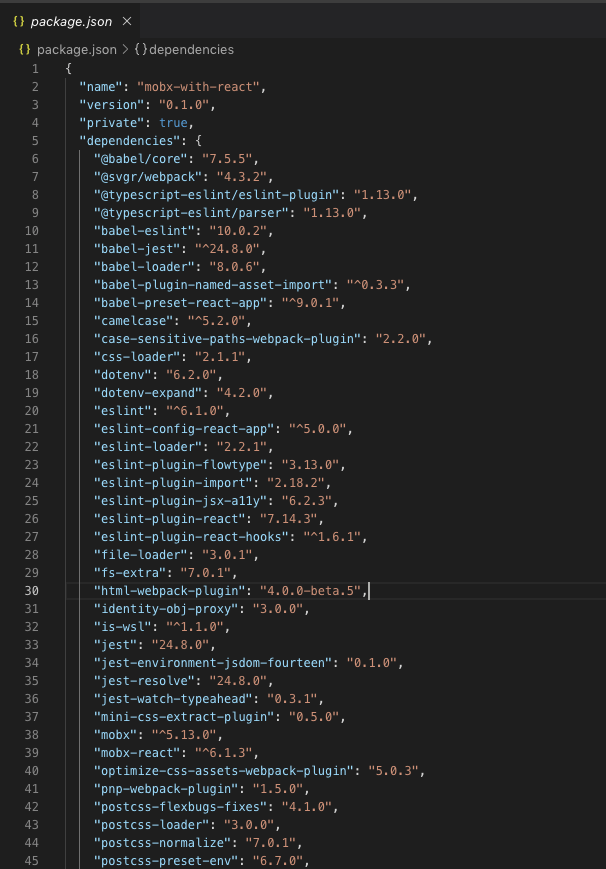 {} package.json ×
{} package.json > {} dependencies
1 {
2 "name": "mobx-with-react",
3 "version": "0.1.0",
4 "private": true,
5 "dependencies": {
6 "@babel/core": "7.5.5",
7 "@svgr/webpack": "4.3.2",
8 "@typescript-eslint/eslint-plugin": "1.13.0",
9 "@typescript-eslint/parser": "1.13.0",
10 "babel-eslint": "10.0.2",
11 "babel-jest": "^24.8.0",
12 "babel-loader": "8.0.6",
13 "babel-plugin-named-asset-import": "^0.3.3",
14 "babel-preset-react-app": "^9.0.1",
15 "camelcase": "^5.2.0",
16 "case-sensitive-paths-webpack-plugin": "2.2.0",
17 "css-loader": "2.1.1",
18 "dotenv": "6.2.0",
19 "dotenv-expand": "4.2.0",
20 "eslint": "^6.1.0",
21 "eslint-config-react-app": "^5.0.0",
22 "eslint-loader": "2.2.1",
23 "eslint-plugin-flowtype": "3.13.0",
24 "eslint-plugin-import": "2.18.2",
25 "eslint-plugin-jsx-a11y": "6.2.3",
26 "eslint-plugin-react": "7.14.3",
27 "eslint-plugin-react-hooks": "^1.6.1",
28 "file-loader": "3.0.1",
29 "fs-extra": "7.0.1",
30 "html-webpack-plugin": "4.0.0-beta.5",
31 "identity-obj-proxy": "3.0.0",
32 "is-wsl": "^1.1.0",
33 "jest": "24.8.0",
34 "jest-environment-jsdom-fourteen": "0.1.0",
35 "jest-resolve": "24.8.0",
36 "jest-watch-typeahead": "0.3.1",
37 "mini-css-extract-plugin": "0.5.0",
38 "mobx": "^5.13.0",
39 "mobx-react": "^6.1.3",
40 "optimize-css-assets-webpack-plugin": "5.0.3",
41 "pnp-webpack-plugin": "1.5.0",
42 "postcss-flexbugs-fixes": "4.1.0",
43 "postcss-loader": "3.0.0",
44 "postcss-normalize": "7.0.1",
45 "postcss-preset-env": "6.7.0",